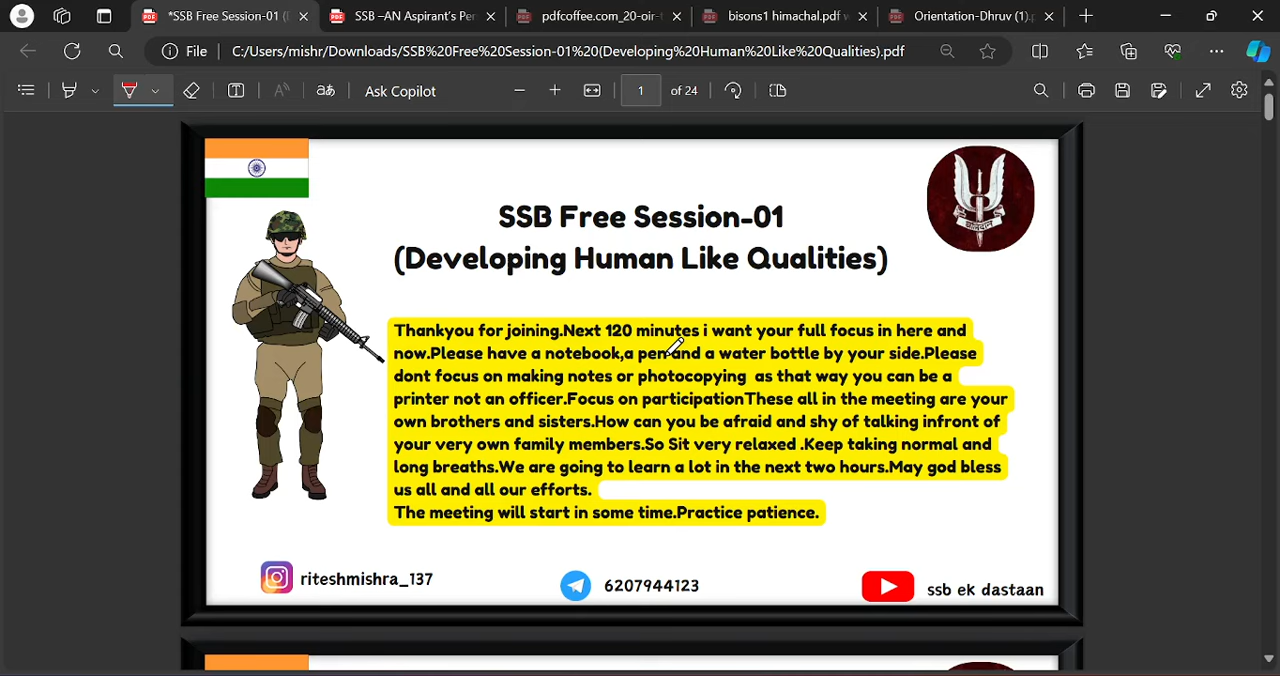 *SSB Free Session-01 (
SSB –AN Aspirant's Per
pdfcoffee.com_20-oir-t
bisons1 himachal.pdf
Orientation-Dhruv (1).p
File
C:/Users/mishr/Downloads/SSB%20Free%20Session-01%20(Developing%20Human%20Like%20Qualities).pdf
Ask Copilot
1 of 24
SSB Free Session-01
(Developing Human Like Qualities)
Thankyou for joining.Next 120 minutes i want your full focus in here and
now.Please have a notebook,a pen and a water bottle by your side.Please
dont focus on making notes or photocopying as that way you can be a
printer not an officer.Focus on participationThese all in the meeting are your
own brothers and sisters.How can you be afraid and shy of talking infront of
your very own family members.So Sit very relaxed .Keep taking normal and
long breaths.We are going to learn a lot in the next two hours.May god bless
us all and all our efforts.
The meeting will start in some time.Practice patience.
riteshmishra_137
6207944123
ssb ek dastaan